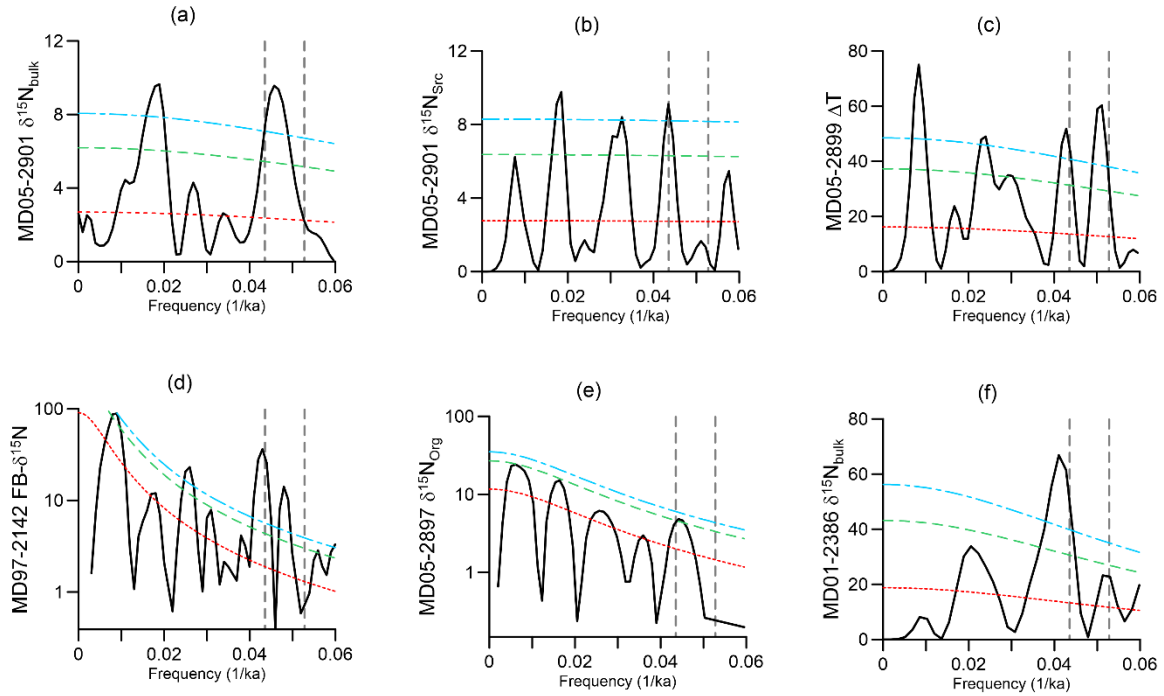 (a)
12
8
4
0
MD05-2901 δ¹⁵N_bulk
0
0.02
0.04
0.06
Frequency (1/ka)
(b)
12
8
4
0
MD05-2901 δ¹⁵N_Src
0
0.02
0.04
0.06
Frequency (1/ka)
(c)
80
60
40
20
0
MD05-2899 ΔT
0
0.02
0.04
0.06
Frequency (1/ka)
(d)
100
10
1
MD97-2142 FB-δ¹⁵N
0
0.02
0.04
0.06
Frequency (1/ka)
(e)
100
10
1
MD05-2897 δ¹⁵N_Org
0
0.02
0.04
0.06
Frequency (1/ka)
(f)
80
60
40
20
0
MD01-2386 δ¹⁵N_bulk
0
0.02
0.04
0.06
Frequency (1/ka)